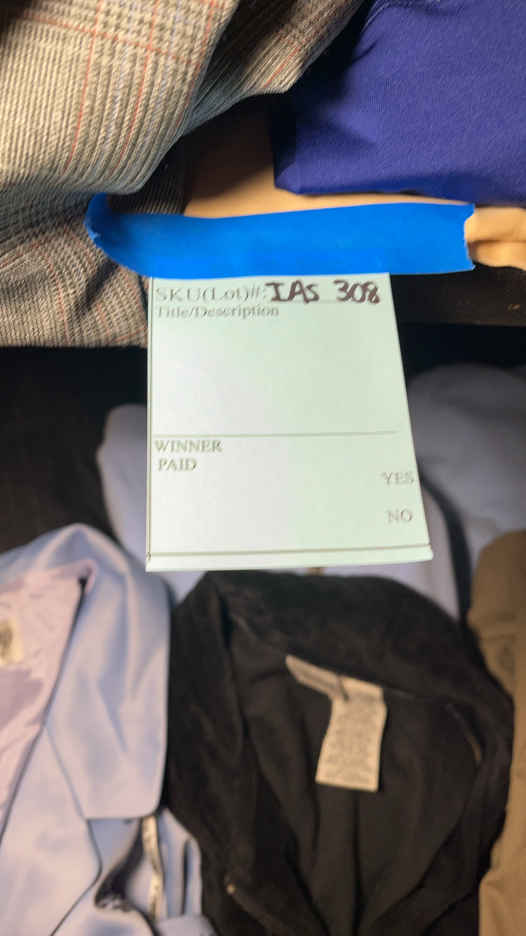 SKU(Lot)#: IAs 308
Title/Description
WINNER
PAID
YES
NO